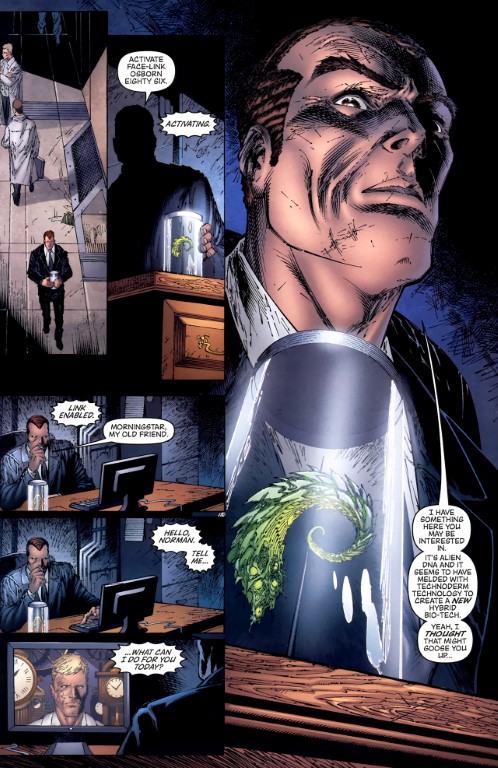 ACTIVATE
FACE-LINK
OSBORN
EIGHTY SIX.
ACTIVATING.
LINK
ENABLED.
MORNINGSTAR,
MY OLD FRIEND.
HELLO,
NORMAN.
TELL
ME...
...WHAT CAN
I DO FOR YOU
TODAY?
I HAVE
SOMETHING
HERE YOU
MAY BE
INTERESTED
IN.
IT'S ALIEN
DNA AND IT
SEEMS TO HAVE
MELDED WITH
TECHNODERM
TECHNOLOGY TO
CREATE A NEW
HYBRID
BIO-TECH.
YEAH, I
THOUGHT
THAT MIGHT
GOOSE YOU
UP...